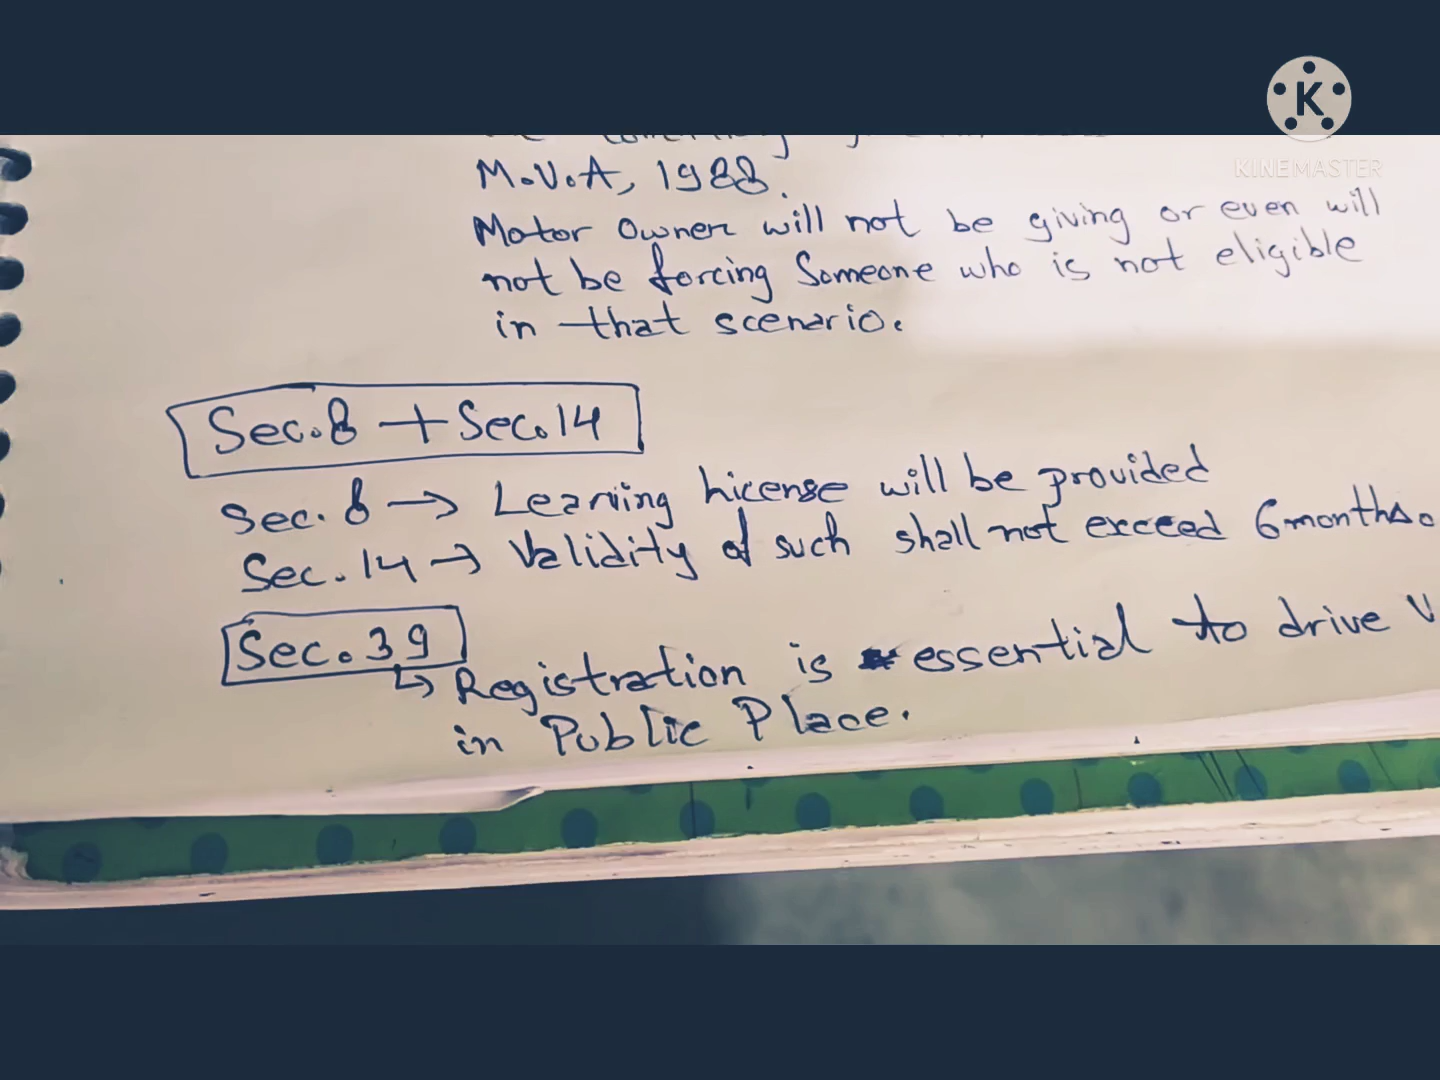 K
KINEMASTER
M.V.A, 1988.
Motor Owner will not be giving or even will
not be forcing Someone who is not eligible
in that scenario.
Sec.8 + Sec.14
Sec. 8 → Learning License will be provided
Sec. 14 → Validity of such shall not exceed 6 months.
Sec. 39
↳ Registration is essential to drive V
in Public Place.